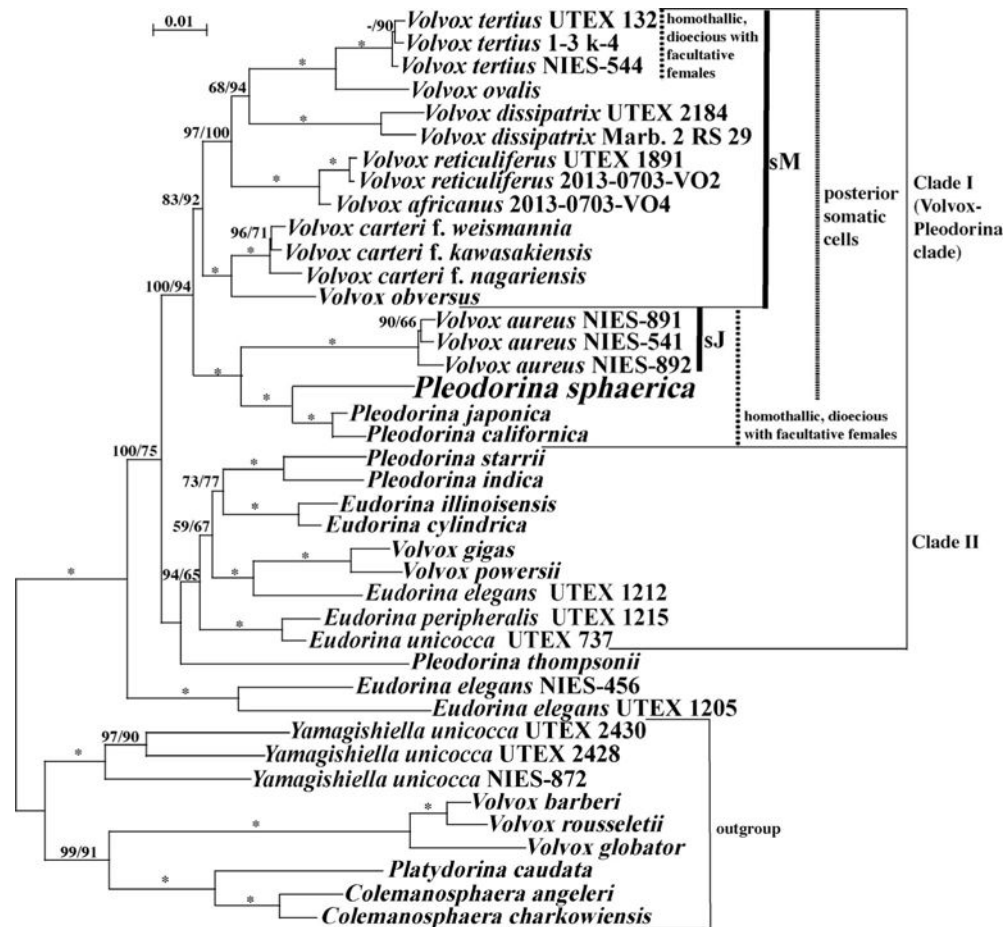 0.01
-/90
Volvox tertius UTEX 132
Volvox tertius 1-3 k-4
Volvox tertius NIES-544
homothallic,
dioecious with
facultative
females
*
*
68/94
Volvox ovalis
Volvox dissipatrix UTEX 2184
*
Volvox dissipatrix Marb. 2 RS 29
97/100
Volvox reticuliferus UTEX 1891
*
*
Volvox reticuliferus 2013-0703-VO2
Volvox africanus 2013-0703-VO4
sM
83/92
Volvox carteri f. weismannia
96/71
Volvox carteri f. kawasakiensis
*
*
Volvox carteri f. nagariensis
Volvox obversus
posterior
somatic
cells
Clade I
(Volvox-
Pleodorina
clade)
100/94
90/66
Volvox aureus NIES-891
Volvox aureus NIES-541
Volvox aureus NIES-892
sJ
*
*
*
Pleodorina sphaerica
*
Pleodorina japonica
Pleodorina californica
homothallic, dioecious
with facultative females
100/75
Pleodorina starrii
*
73/77
Pleodorina indica
Eudorina illinoisensis
*
Eudorina cylindrica
59/67
Volvox gigas
*
Volvox powersii
*
94/65
Eudorina elegans UTEX 1212
Eudorina peripheralis UTEX 1215
*
Eudorina unicocca UTEX 737
Clade II
*
Pleodorina thompsonii
Eudorina elegans NIES-456
*
Eudorina elegans UTEX 1205
Yamagishiella unicocca UTEX 2430
97/90
Yamagishiella unicocca UTEX 2428
*
Yamagishiella unicocca NIES-872
Volvox barberi
*
Volvox rousseletii
*
Volvox globator
outgroup
99/91
Platydorina caudata
*
Colemanosphaera angeleri
*
Colemanosphaera charkowiensis